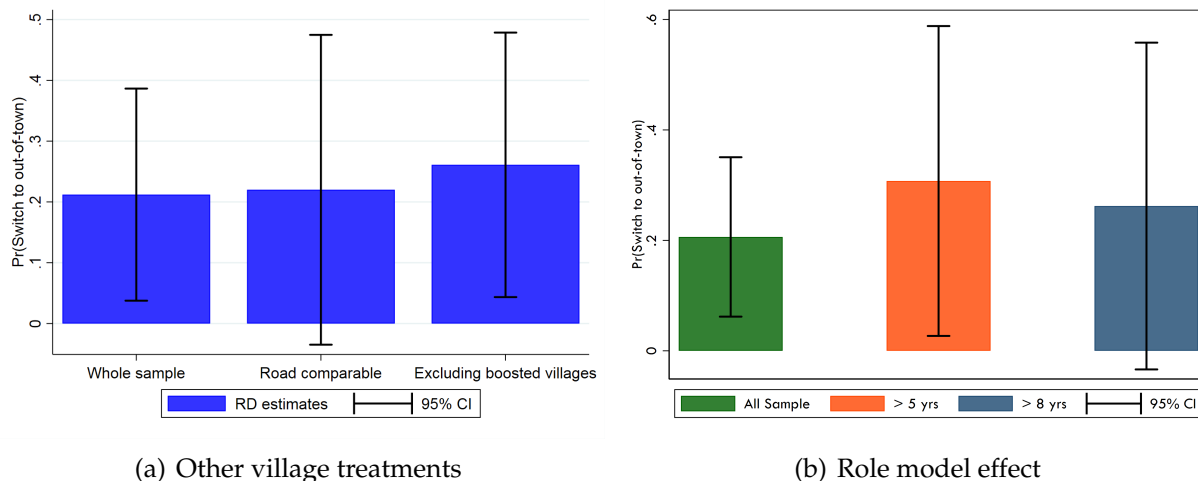 Pr(Switch to out-of-town)
.5
.4
.3
.2
.1
0
Whole sample Road comparable Excluding boosted villages
RD estimates 95% CI
(a) Other village treatments
Pr(Switch to out-of-town)
.6
.4
.2
0
All Sample > 5 yrs > 8 yrs 95% CI
(b) Role model effect